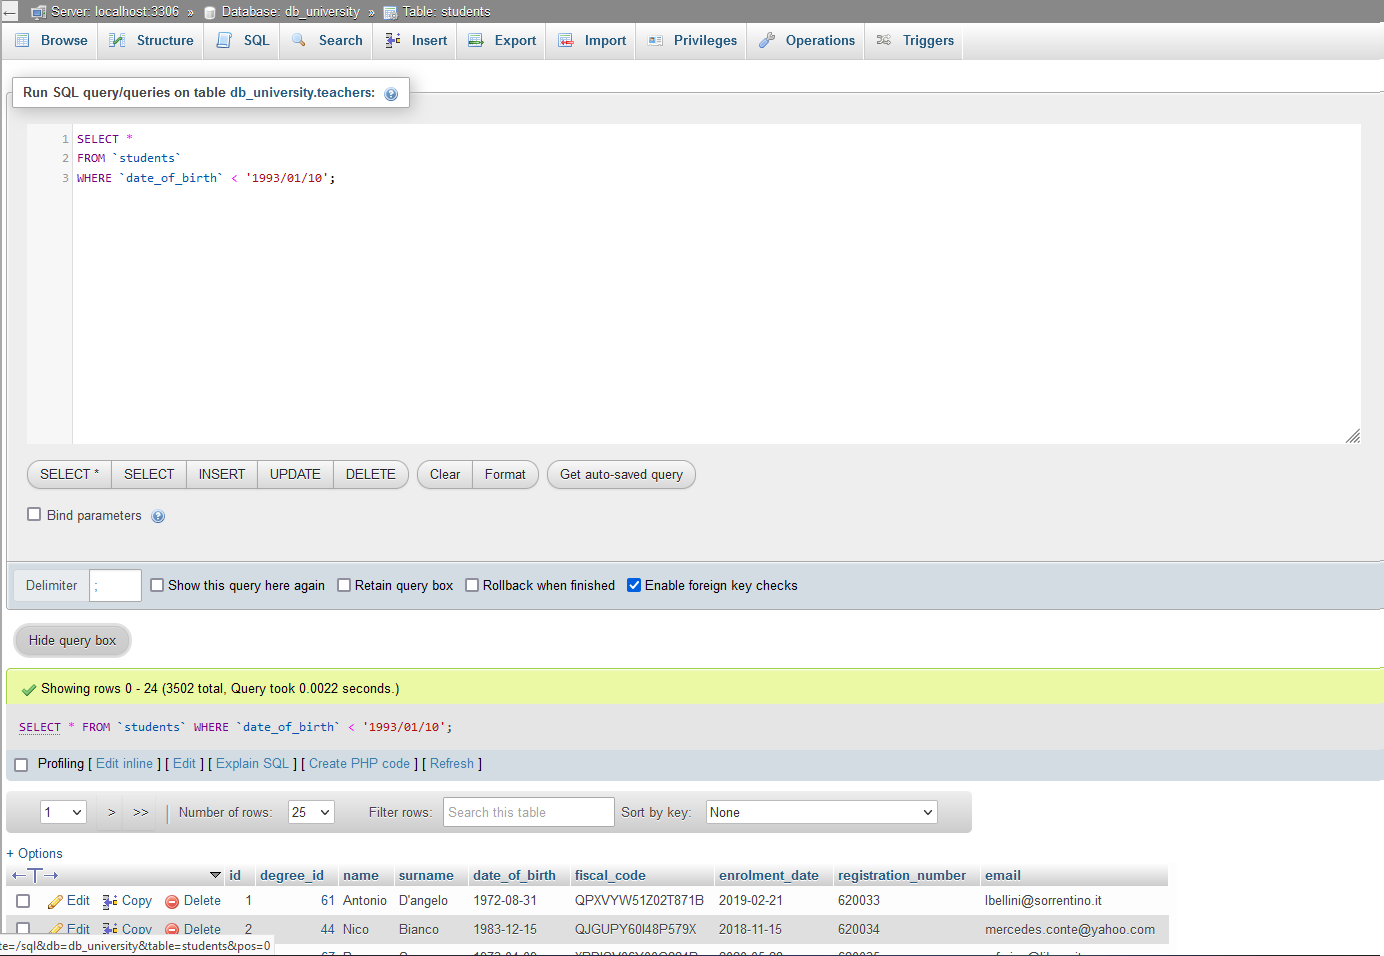 Server: localhost:3306 » Database: db_university » Table: students
Browse Structure SQL Search Insert Export Import Privileges Operations Triggers
Run SQL query/queries on table db_university.teachers:
1 SELECT *
2 FROM `students`
3 WHERE `date_of_birth` < '1993/01/10';
SELECT * SELECT INSERT UPDATE DELETE Clear Format Get auto-saved query
Bind parameters
Delimiter ; Show this query here again Retain query box Rollback when finished Enable foreign key checks
Hide query box
Showing rows 0 - 24 (3502 total, Query took 0.0022 seconds.)
SELECT * FROM `students` WHERE `date_of_birth` < '1993/01/10';
Profiling [ Edit inline ] [ Edit ] [ Explain SQL ] [ Create PHP code ] [ Refresh ]
1 > >> | Number of rows: 25 Filter rows: Search this table Sort by key: None
+ Options
←T→ id degree_id name surname date_of_birth fiscal_code enrolment_date registration_number email
Edit Copy Delete 1 61 Antonio D'angelo 1972-08-31 QPXVYW51Z02T871B 2019-02-21 620033 lbellini@sorrentino.it
Edit Copy Delete 2 44 Nico Bianco 1983-12-15 QJGUPY60I48P579X 2018-11-15 620034 mercedes.conte@yahoo.com
te=/sql&db=db_university&table=students&pos=0